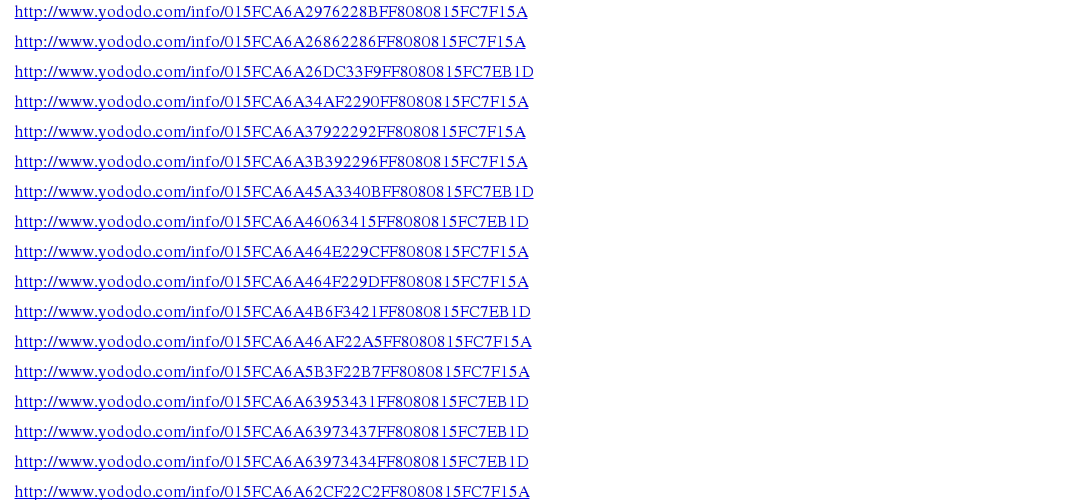 http://www.yododo.com/info/015FCA6A2976228BFF8080815FC7F15A
http://www.yododo.com/info/015FCA6A26862286FF8080815FC7F15A
http://www.yododo.com/info/015FCA6A26DC33F9FF8080815FC7EB1D
http://www.yododo.com/info/015FCA6A34AF2290FF8080815FC7F15A
http://www.yododo.com/info/015FCA6A37922292FF8080815FC7F15A
http://www.yododo.com/info/015FCA6A3B392296FF8080815FC7F15A
http://www.yododo.com/info/015FCA6A45A3340BFF8080815FC7EB1D
http://www.yododo.com/info/015FCA6A46063415FF8080815FC7EB1D
http://www.yododo.com/info/015FCA6A464E229CFF8080815FC7F15A
http://www.yododo.com/info/015FCA6A464F229DFF8080815FC7F15A
http://www.yododo.com/info/015FCA6A4B6F3421FF8080815FC7EB1D
http://www.yododo.com/info/015FCA6A46AF22A5FF8080815FC7F15A
http://www.yododo.com/info/015FCA6A5B3F22B7FF8080815FC7F15A
http://www.yododo.com/info/015FCA6A63953431FF8080815FC7EB1D
http://www.yododo.com/info/015FCA6A63973437FF8080815FC7EB1D
http://www.yododo.com/info/015FCA6A63973434FF8080815FC7EB1D
http://www.yododo.com/info/015FCA6A62CF22C2FF8080815FC7F15A